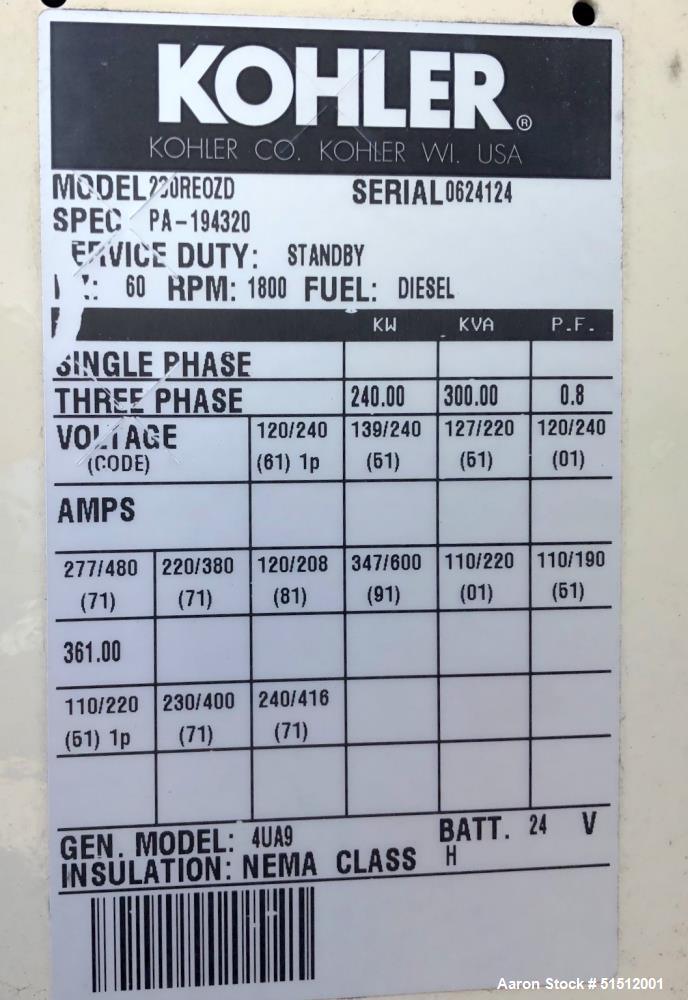 KOHLER®
KOHLER CO. KOHLER WI. USA
MODEL 230REOZD SERIAL 0624124
SPEC PA-194320
ERVICE DUTY: STANDBY
60 RPM: 1800 FUEL: DIESEL
KW KVA P.F.
SINGLE PHASE
THREE PHASE 240.00 300.00 0.8
VOLTAGE 120/240 139/240 127/220 120/240
(CODE) (61) 1p (51) (51) (01)
AMPS
277/480 220/380 120/208 347/600 110/220 110/190
(71) (71) (81) (91) (01) (51)
361.00
110/220 230/400 240/416
(51) 1p (71) (71)
GEN. MODEL: 4UA9 BATT. 24 V
INSULATION: NEMA CLASS H
Aaron Stock # 51512001